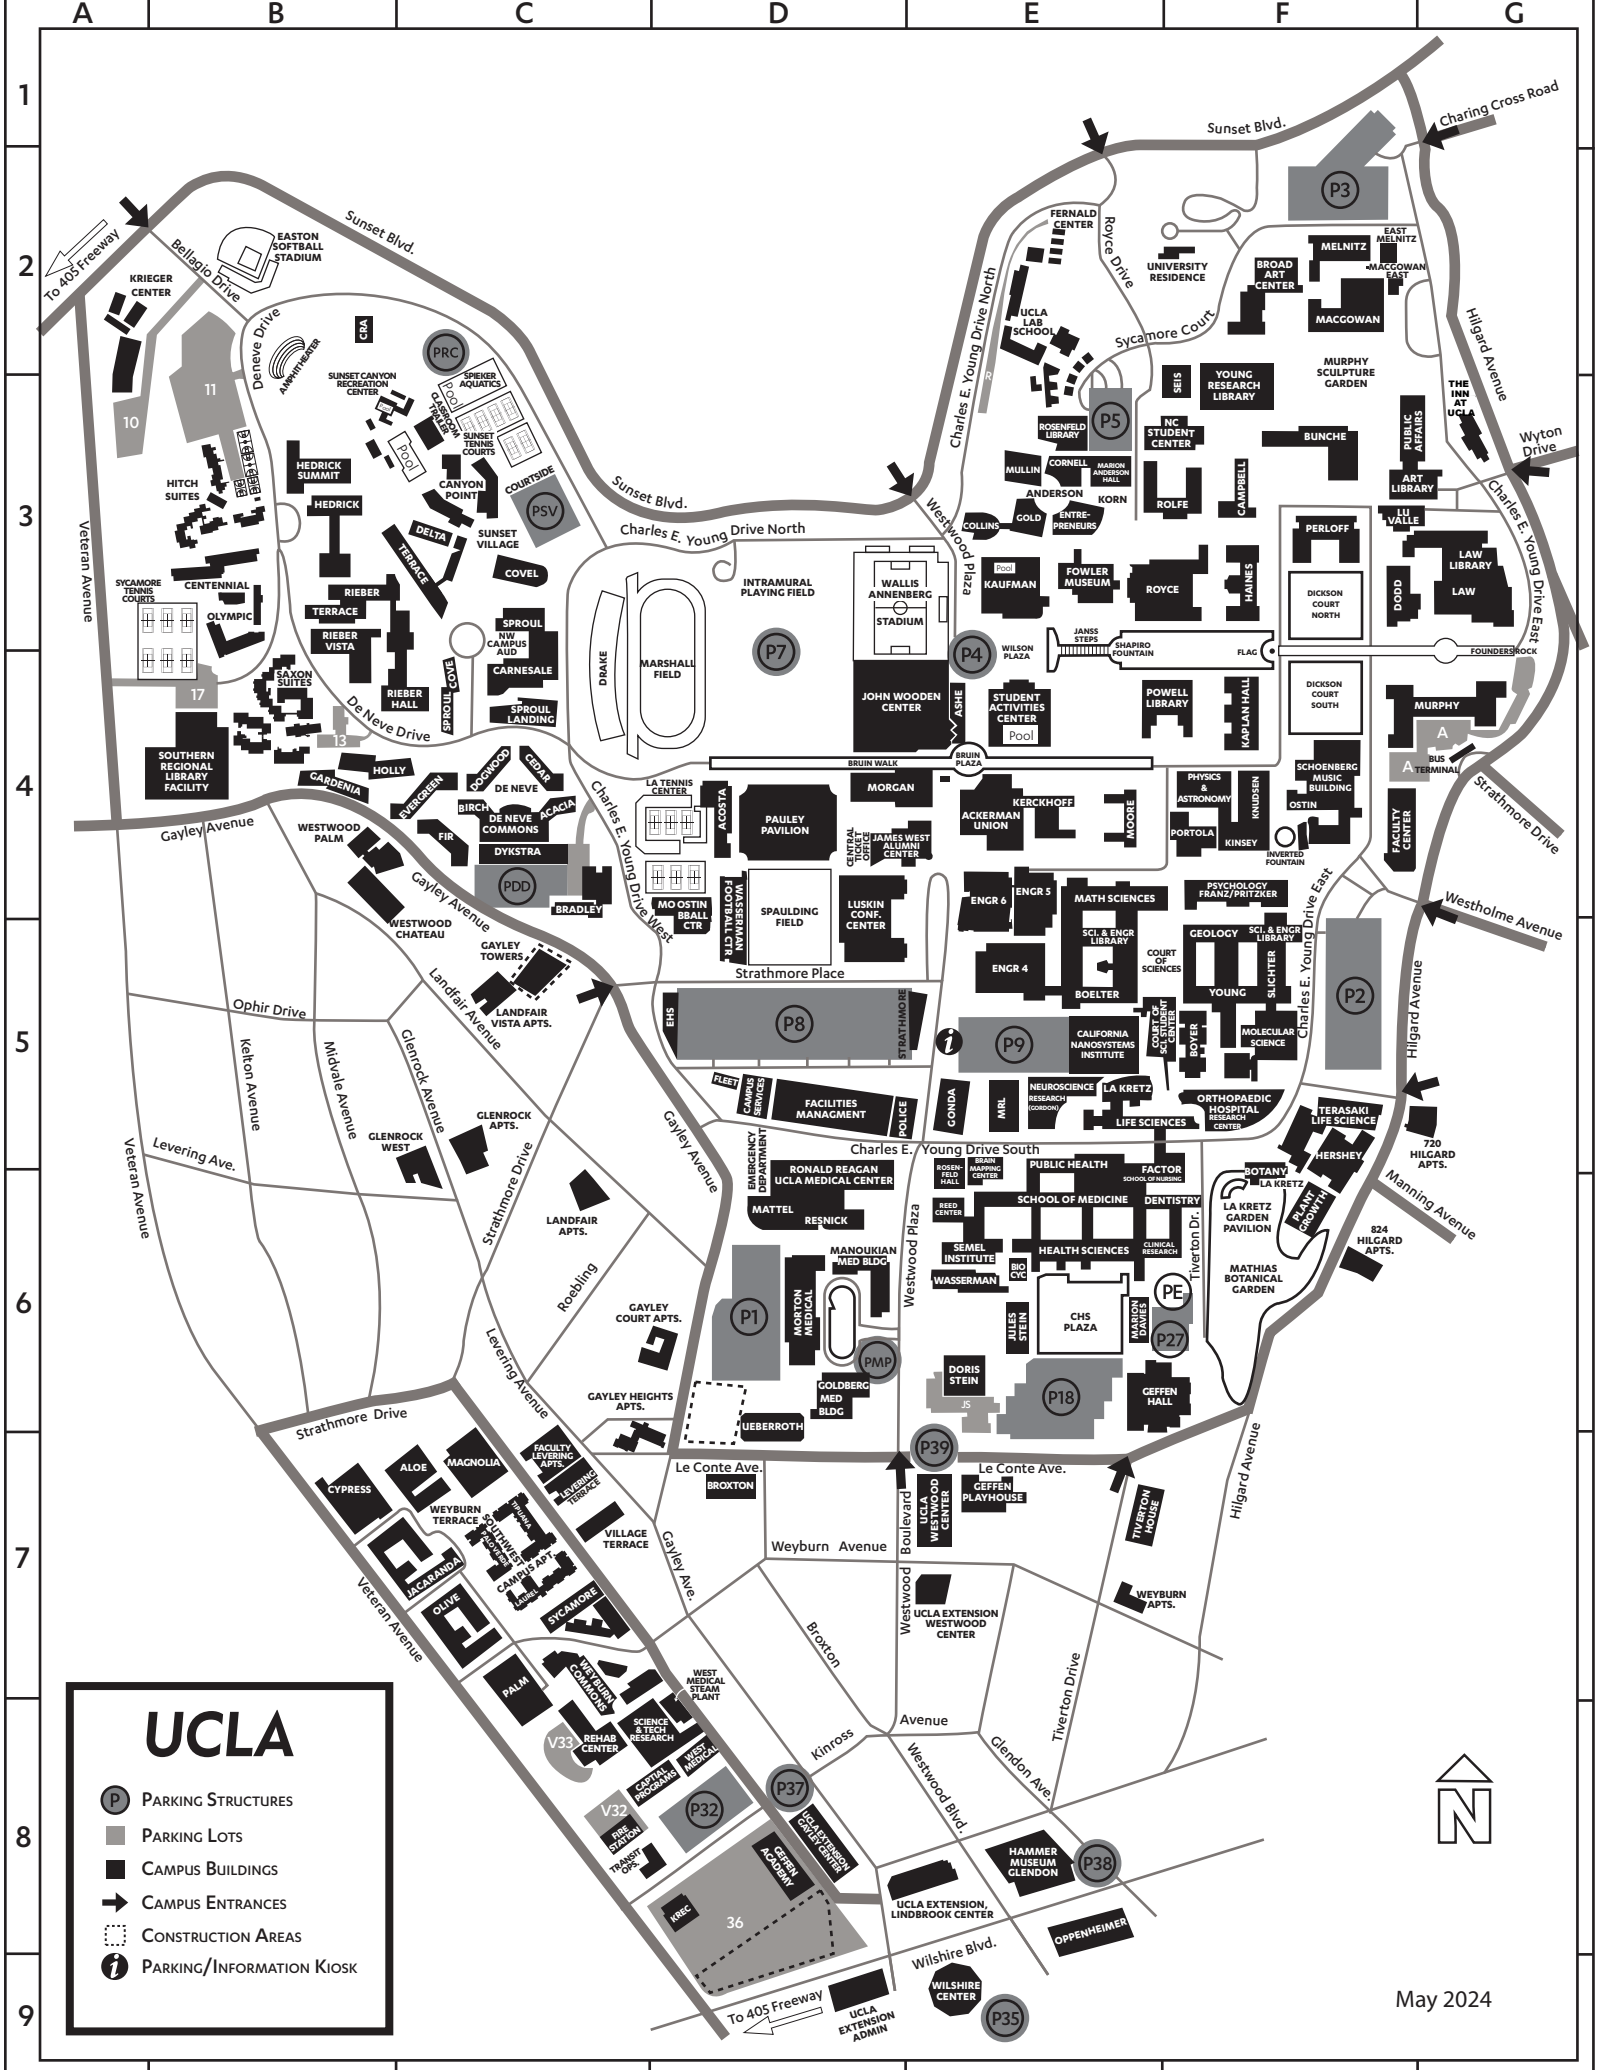 A
B
C
D
E
F
G
1
2
3
4
5
6
7
8
9
Sunset Blvd.
Charing Cross Road
P3
To 405 Freeway
Bellagio Drive
EASTON
SOFTBALL
STADIUM
Sunset Blvd.
KRIEGER
CENTER
Deneve Drive
CRA
PRC
AMPHITHEATER
11
10
SUNSET CANYON
RECREATION
CENTER
Pool
SPIEKER
AQUATICS
Pool
CLASSROOM
TRAILER
SUNSET
TENNIS
COURTS
Pool
COURTSIDE
PSV
HITCH
SUITES
HEDRICK
SUMMIT
HEDRICK
CANYON
POINT
DELTA
TERRACE
SUNSET
VILLAGE
COVEL
Veteran Avenue
SYCAMORE
TENNIS
COURTS
CENTENNIAL
OLYMPIC
RIEBER
TERRACE
RIEBER
VISTA
RIEBER
HALL
SPROUL
NW
CAMPUS
AUD
CARNESALE
SPROUL COVE
SPROUL
LANDING
17
SAXON
SUITES
13
De Neve Drive
SOUTHERN
REGIONAL
LIBRARY
FACILITY
GARDENIA
HOLLY
EVERGREEN
DOGWOOD
CEDAR
DE NEVE
BIRCH
ACACIA
DE NEVE
COMMONS
FIR
DYKSTRA
PDD
BRADLEY
Gayley Avenue
WESTWOOD
PALM
WESTWOOD
CHATEAU
Gayley Avenue
GAYLEY
TOWERS
LANDFAIR
VISTA APTS.
Landfair Avenue
Sunset Blvd.
Charles E. Young Drive North
INTRAMURAL
PLAYING FIELD
P7
DRAKE
MARSHALL
FIELD
WALLIS
ANNENBERG
STADIUM
Westwood Plaza
P4
WILSON
PLAZA
JANSS
STEPS
SHAPIRO
FOUNTAIN
FLAG
FOUNDERS ROCK
JOHN WOODEN
CENTER
ASHE
STUDENT
ACTIVITIES
CENTER
Pool
BRUIN WALK
BRUIN
PLAZA
LA TENNIS
CENTER
ACOSTA
PAULEY
PAVILION
MORGAN
CENTRAL
TICKET
OFFICE
JAMES WEST
ALUMNI
CENTER
ACKERMAN
UNION
KERCKHOFF
MOORE
Charles E. Young Drive West
MO OSTIN
BBALL
CTR
WASSERMAN
FOOTBALL CTR
SPAULDING
FIELD
LUSKIN
CONF.
CENTER
Strathmore Place
FERNALD
CENTER
Royce Drive
UNIVERSITY
RESIDENCE
BROAD
ART
CENTER
MELNITZ
EAST
MELNITZ
MACGOWAN
EAST
MACGOWAN
Charles E. Young Drive North
R
UCLA
LAB
SCHOOL
Sycamore Court
MURPHY
SCULPTURE
GARDEN
Hilgard Avenue
P5
SEIS
YOUNG
RESEARCH
LIBRARY
THE
INN
AT
UCLA
PUBLIC
AFFAIRS
Wyton
Drive
ROSENFELD
LIBRARY
NC
STUDENT
CENTER
BUNCHE
MULLIN
CORNELL
MARION
ANDERSON
HALL
ANDERSON
KORN
COLLINS
GOLD
ENTRE-
PRENEURS
ROLFE
CAMPBELL
ART
LIBRARY
LU
VALLE
Charles E. Young Drive East
Pool
KAUFMAN
FOWLER
MUSEUM
ROYCE
HAINES
PERLOFF
DICKSON
COURT
NORTH
DODD
LAW
LIBRARY
LAW
POWELL
LIBRARY
KAPLAN HALL
DICKSON
COURT
SOUTH
MURPHY
A
A
BUS
TERMINAL
Strathmore Drive
PHYSICS
&
ASTRONOMY
KNUDSEN
SCHOENBERG
MUSIC
BUILDING
OSTIN
PORTOLA
KINSEY
INVERTED
FOUNTAIN
FACULTY
CENTER
Westholme Avenue
ENGR 6
ENGR 5
MATH SCIENCES
PSYCHOLOGY
FRANZ/PRITZKER
SCI. & ENGR
LIBRARY
ENGR 4
BOELTER
COURT
OF
SCIENCES
GEOLOGY
SCI. & ENGR
LIBRARY
SLICHTER
YOUNG
Charles E. Young Drive East
P2
Hilgard Avenue
EHS
P8
STRATHMORE
P9
CALIFORNIA
NANOSYSTEMS
INSTITUTE
COURT OF
SCI. STUDENT
CENTER
BOYER
MOLECULAR
SCIENCE
FLEET
CAMPUS
SERVICES
FACILITIES
MANAGMENT
POLICE
GONDA
MRL
NEUROSCIENCE
RESEARCH
(GORDON)
LA KRETZ
LIFE SCIENCES
ORTHOPAEDIC
HOSPITAL
RESEARCH
CENTER
TERASAKI
LIFE SCIENCE
HERSHEY
720
HILGARD
APTS.
Charles E. Young Drive South
Manning Avenue
Ophir Drive
Kelton Avenue
Midvale Avenue
Glenrock Avenue
GLENROCK
APTS.
GLENROCK
WEST
Levering Ave.
Veteran Avenue
Strathmore Drive
LANDFAIR
APTS.
Gayley Avenue
Roebling
GAYLEY
COURT APTS.
Levering Avenue
GAYLEY HEIGHTS
APTS.
EMERGENCY
DEPARTMENT
RONALD REAGAN
UCLA MEDICAL CENTER
MATTEL
RESNICK
MANOUKIAN
MED BLDG
P1
MORTON
MEDICAL
PMP
GOLDBERG
MED
BLDG
UEBERROTH
Westwood Plaza
ROSEN-
FELD
HALL
BRAIN
MAPPING
CENTER
PUBLIC HEALTH
FACTOR
SCHOOL OF NURSING
REED
CENTER
SCHOOL OF MEDICINE
DENTISTRY
SEMEL
INSTITUTE
HEALTH SCIENCES
CLINICAL
RESEARCH
WASSERMAN
BIO
CYC
JULES
STEIN
CHS
PLAZA
MARION
DAVIES
PE
P27
Tiverton Dr.
BOTANY
LA KRETZ
LA KRETZ
GARDEN
PAVILION
PLANT
GROWTH
824
HILGARD
APTS.
MATHIAS
BOTANICAL
GARDEN
DORIS
STEIN
JS
P18
GEFFEN
HALL
P39
Strathmore Drive
Le Conte Ave.
Le Conte Ave.
BROXTON
UCLA
WESTWOOD
CENTER
GEFFEN
PLAYHOUSE
TIVERTON
HOUSE
Hilgard Avenue
CYPRESS
ALOE
MAGNOLIA
FACULTY
LEVERING
APTS.
LEVERING
TERRACE
WEYBURN
TERRACE
TIPUANA
SOUTHWEST
CAMPUS APT.
PALO VERDE
LAUREL
VILLAGE
TERRACE
JACARANDA
OLIVE
SYCAMORE
Veteran Avenue
Gayley Ave.
Weyburn Avenue
Westwood Boulevard
UCLA EXTENSION
WESTWOOD
CENTER
WEYBURN
APTS.
Broxton
Tiverton Drive
PALM
WEYBURN
COMMONS
WEST
MEDICAL
STEAM
PLANT
V33
REHAB
CENTER
SCIENCE
& TECH
RESEARCH
WEST
MEDICAL
CAPTIAL
PROGRAMS
Kinross
Avenue
Glendon Ave.
Westwood Blvd.
V32
FIRE
STATION
P32
P37
TRANSIT
OPS.
UCLA EXTENSION
GAYLEY CENTER
GEFFEN
ACADEMY
KREC
36
UCLA EXTENSION,
LINDBROOK CENTER
HAMMER
MUSEUM
GLENDON
P38
OPPENHEIMER
Wilshire Blvd.
WILSHIRE
CENTER
P35
To 405 Freeway
UCLA
EXTENSION
ADMIN
UCLA
P PARKING STRUCTURES
PARKING LOTS
CAMPUS BUILDINGS
CAMPUS ENTRANCES
CONSTRUCTION AREAS
i PARKING/INFORMATION KIOSK
N
May 2024